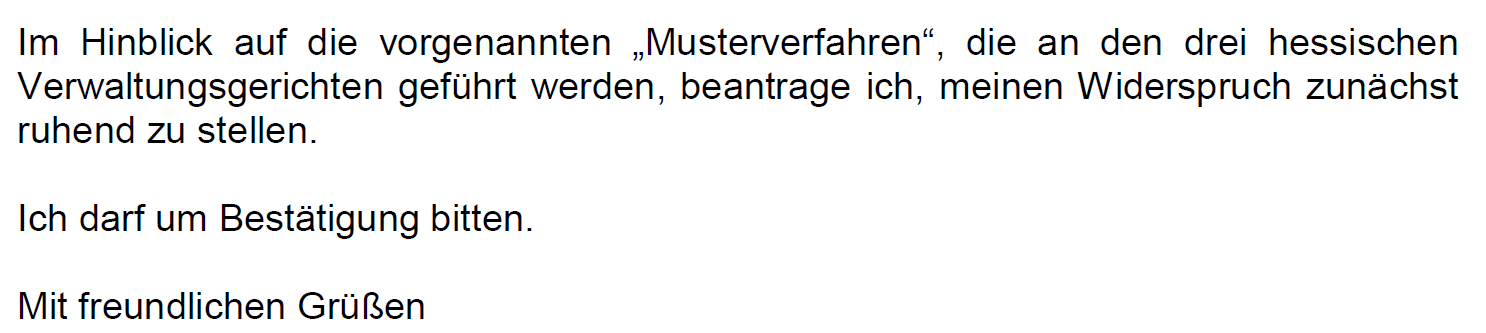 Im Hinblick auf die vorgenannten „Musterverfahren“, die an den drei hessischen
Verwaltungsgerichten geführt werden, beantrage ich, meinen Widerspruch zunächst
ruhend zu stellen.
Ich darf um Bestätigung bitten.
Mit freundlichen Grüßen